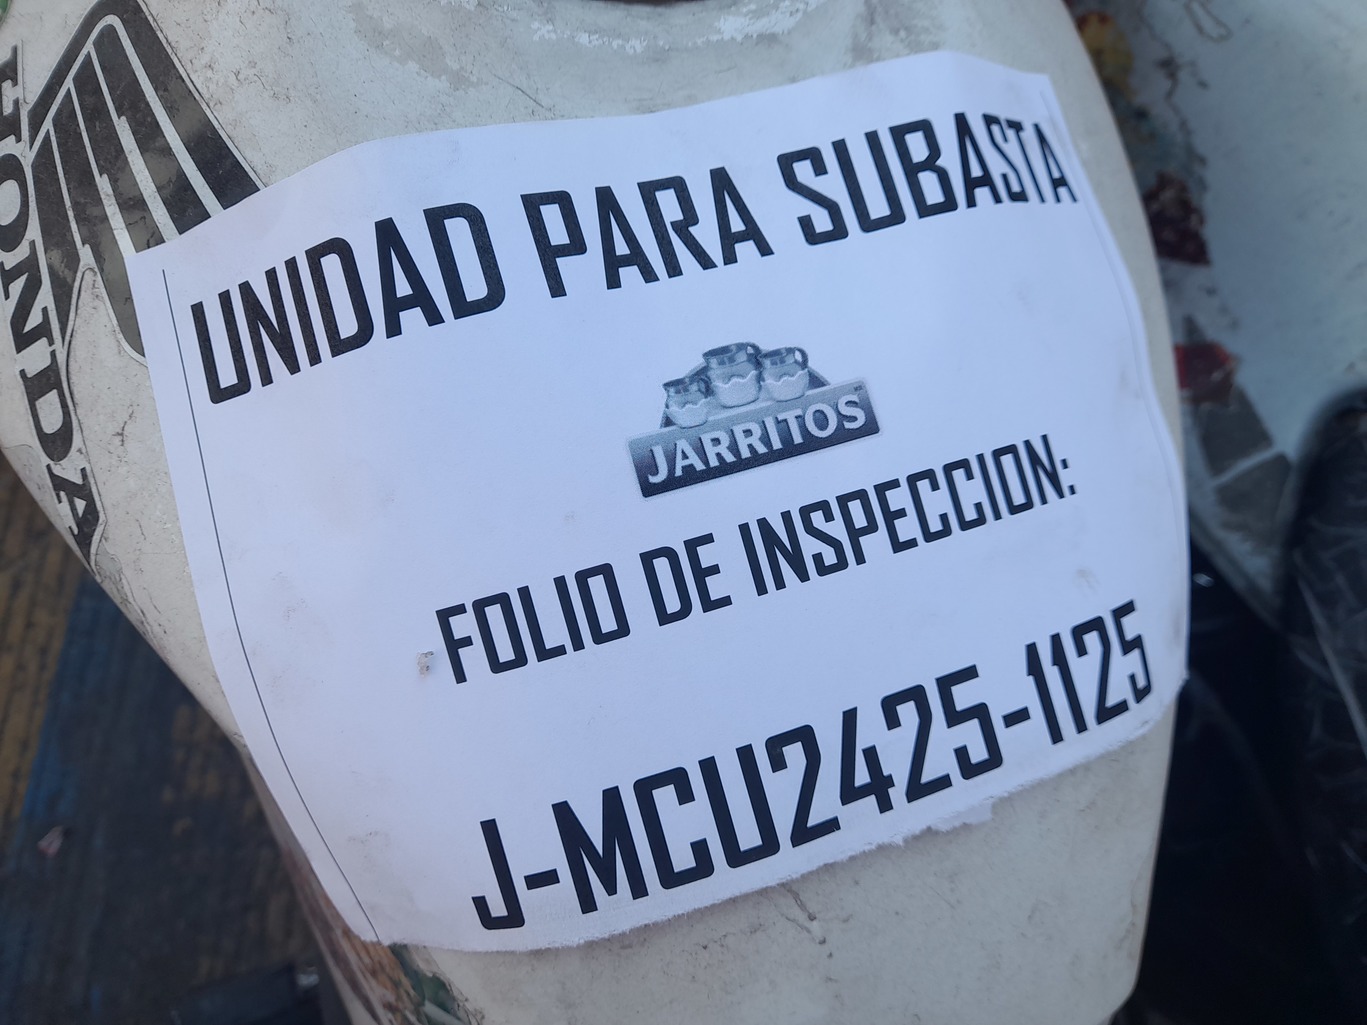 HONDA
UNIDAD PARA SUBASTA
JARRITOS
FOLIO DE INSPECCION:
J-MCU2425-1125